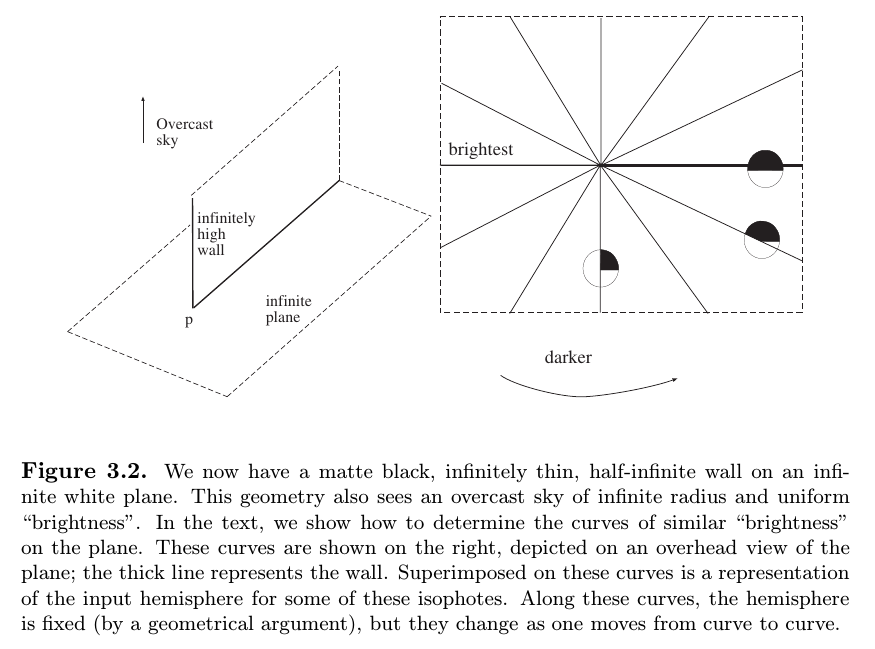 Overcast
sky
infinitely
high
wall
infinite
plane
p
brightest
darker
Figure 3.2. We now have a matte black, infinitely thin, half-infinite wall on an infi-
nite white plane. This geometry also sees an overcast sky of infinite radius and uniform
“brightness”. In the text, we show how to determine the curves of similar “brightness”
on the plane. These curves are shown on the right, depicted on an overhead view of the
plane; the thick line represents the wall. Superimposed on these curves is a representation
of the input hemisphere for some of these isophotes. Along these curves, the hemisphere
is fixed (by a geometrical argument), but they change as one moves from curve to curve.